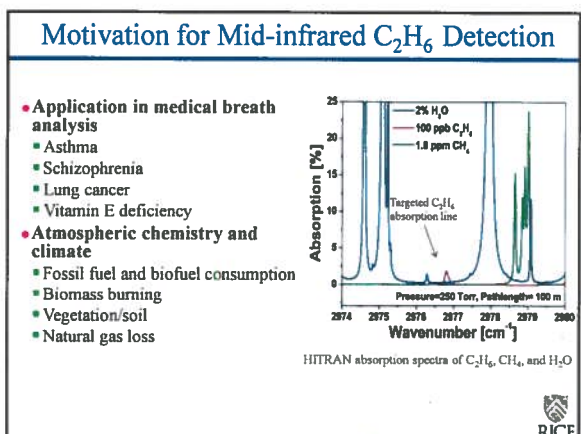 Motivation for Mid-infrared C₂H₆ Detection
Application in medical breath
analysis
Asthma
Schizophrenia
Lung cancer
Vitamin E deficiency
Atmospheric chemistry and
climate
Fossil fuel and biofuel consumption
Biomass burning
Vegetation/soil
Natural gas loss
25
20
15
10
5
0
Absorption [%]
2% H₂O
100 ppb C₂H₆
1.8 ppm CH₄
Targeted C₂H₆
absorption line
Pressure=250 Torr, Pathlength= 100 m
2974 2975 2976 2977 2978 2979 2980
Wavenumber [cm⁻¹]
HITRAN absorption spectra of C₂H₆, CH₄, and H₂O
RICE